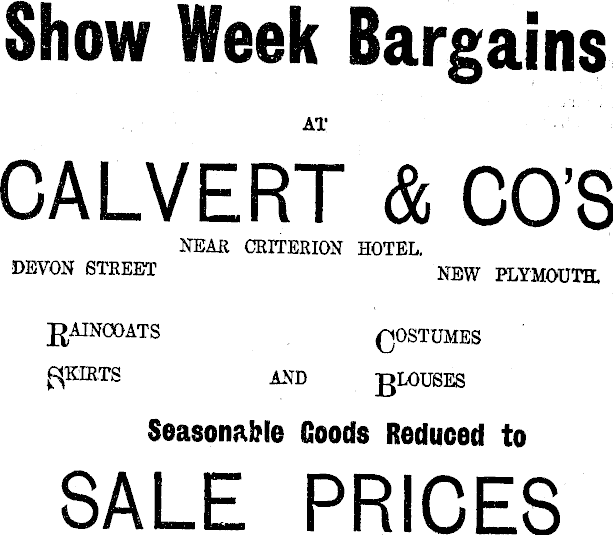 Show Week Bargains
AT
CALVERT & CO'S
NEAR CRITERION HOTEL.
DEVON STREET NEW PLYMOUTH.
RAINCOATS COSTUMES
SKIRTS AND BLOUSES
Seasonable Goods Reduced to
SALE PRICES